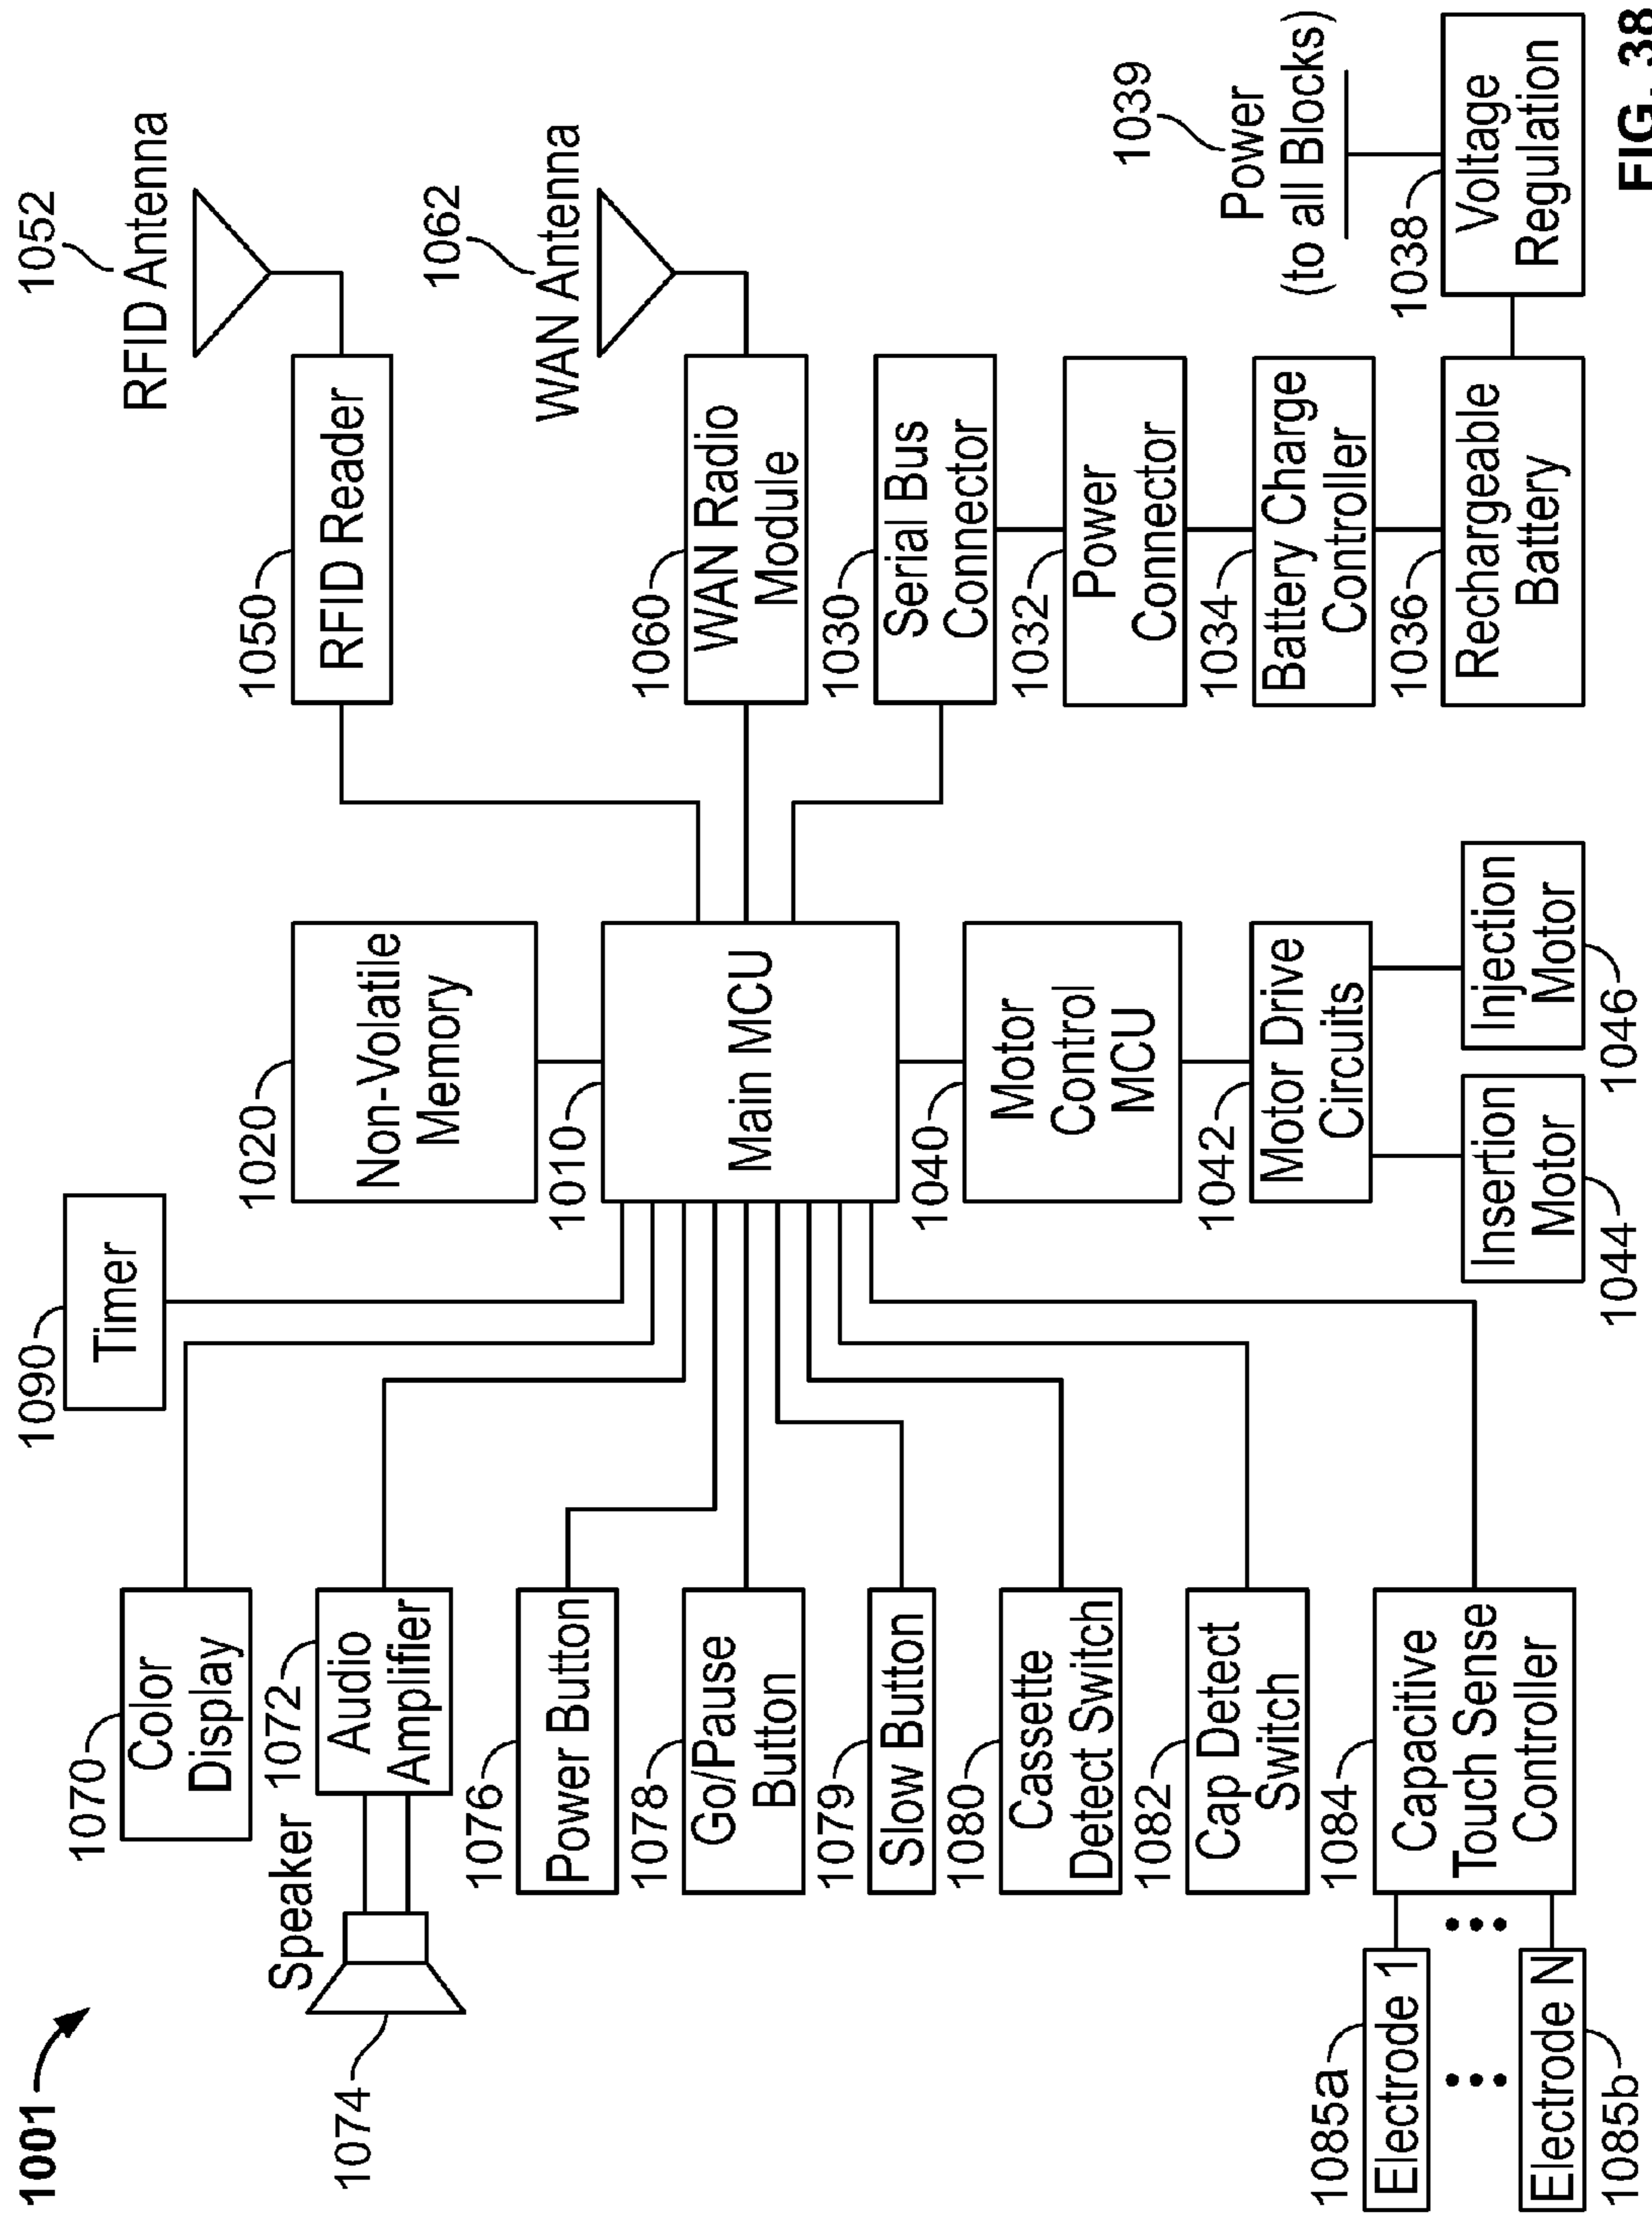 1001
1090
Timer
1070
Color
Display
Speaker
1074
1072
Audio
Amplifier
1076
Power Button
1078
Go/Pause
Button
1079
Slow Button
1080
Cassette
Detect Switch
1082
Cap Detect
Switch
1084
Capacitive
Touch Sense
Controller
1085a
Electrode 1
Electrode N
1085b
1020
Non-Volatile
Memory
1010
Main MCU
1040
Motor
Control
MCU
1042
Motor Drive
Circuits
Insertion
Motor
1044
Injection
Motor
1046
1052
RFID Antenna
1050
RFID Reader
1062
WAN Antenna
1060
WAN Radio
Module
1030
Serial Bus
Connector
1032
Power
Connector
1034
Battery Charge
Controller
1036
Rechargeable
Battery
1039
Power
(to all Blocks)
1038
Voltage
Regulation
FIG. 38